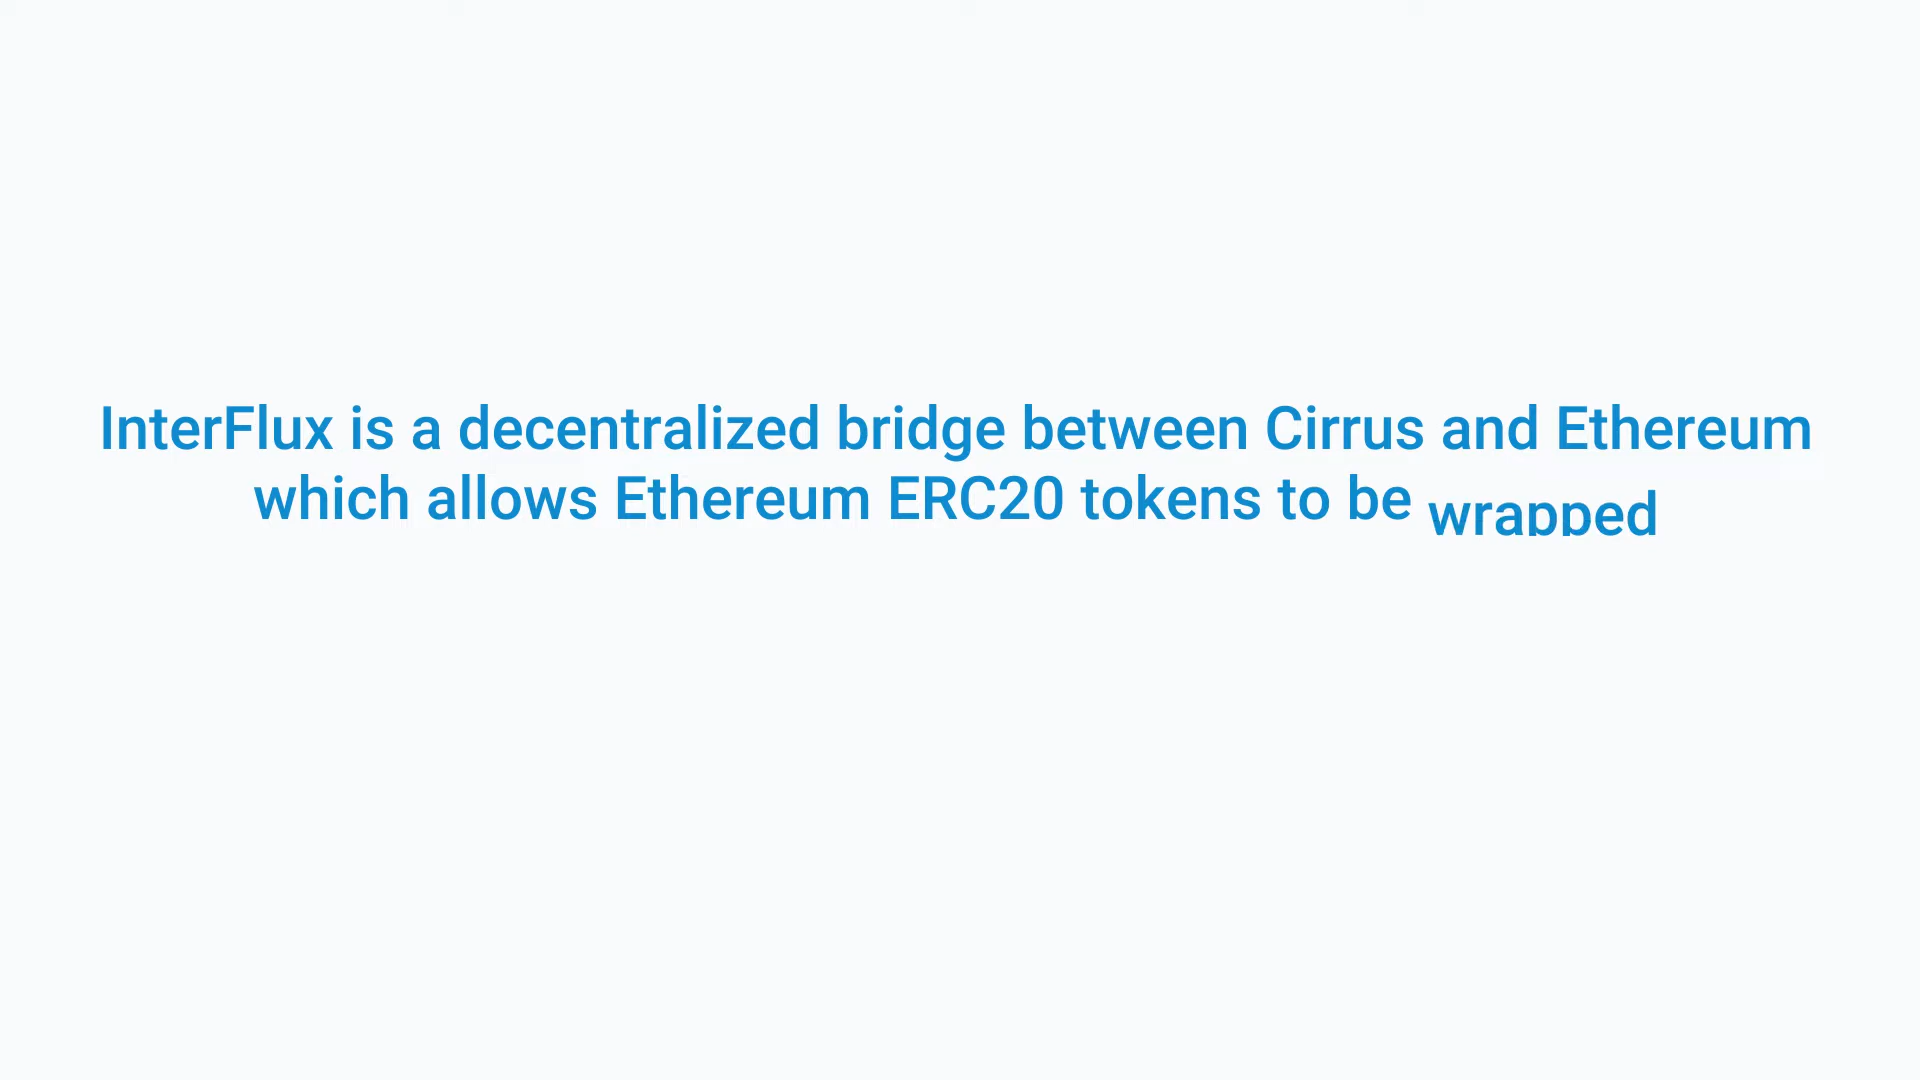 InterFlux is a decentralized bridge between Cirrus and Ethereum
which allows Ethereum ERC20 tokens to be wrapped